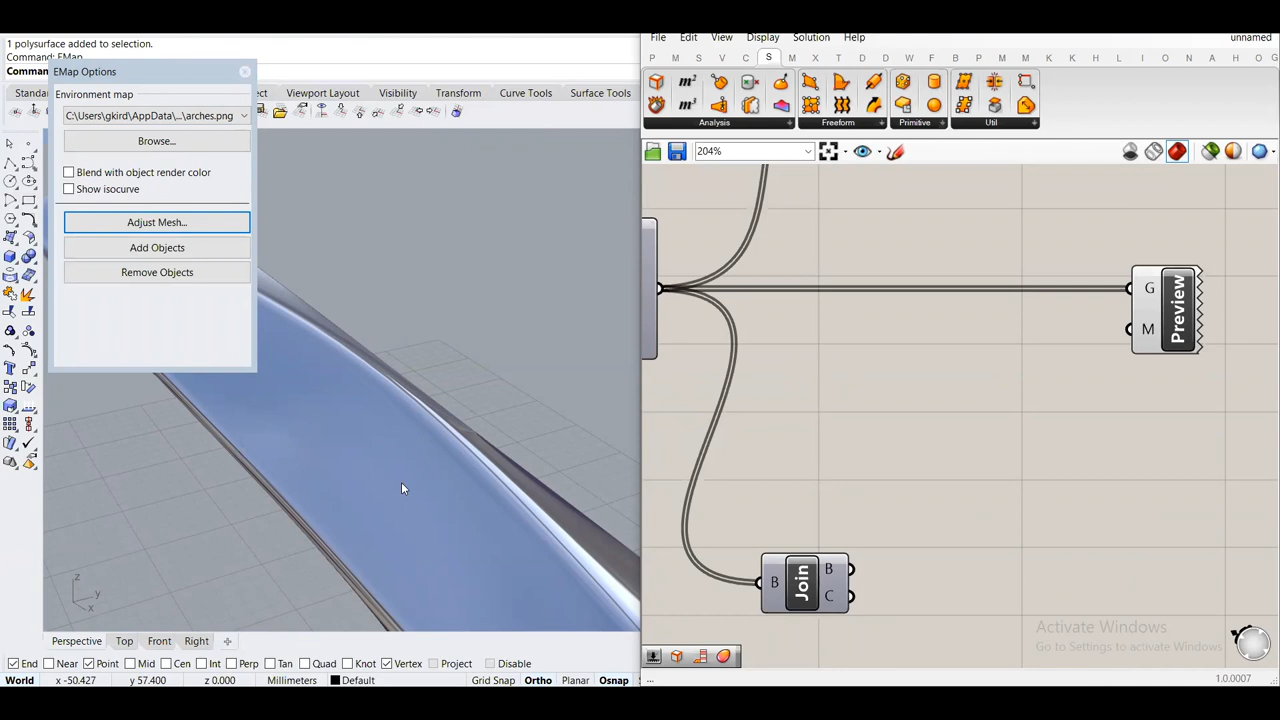 1 polysurface added to selection.
Command: EMap
Command
EMap Options
Environment map
C:\Users\gkird\AppData\_...\arches.png
Browse...
Blend with object render color
Show isocurve
Adjust Mesh...
Add Objects
Remove Objects
Viewport Layout
Visibility
Transform
Curve Tools
Surface Tools
z
y
x
Perspective
Top
Front
Right
End
Near
Point
Mid
Cen
Int
Perp
Tan
Quad
Knot
Vertex
Project
Disable
World
x -50.427
y 57.400
z 0.000
Millimeters
Default
Grid Snap
Ortho
Planar
Osnap
File Edit View Display Solution Help
unnamed
P M S V C S M X D W F B P M T K E H L I O N A R H O G
m²
m³
Analysis
Freeform
Primitive
Util
204%
G
M
Preview
B
Join
B
C
Activate Windows
Go to Settings to activate Windows.
...
1.0.0007